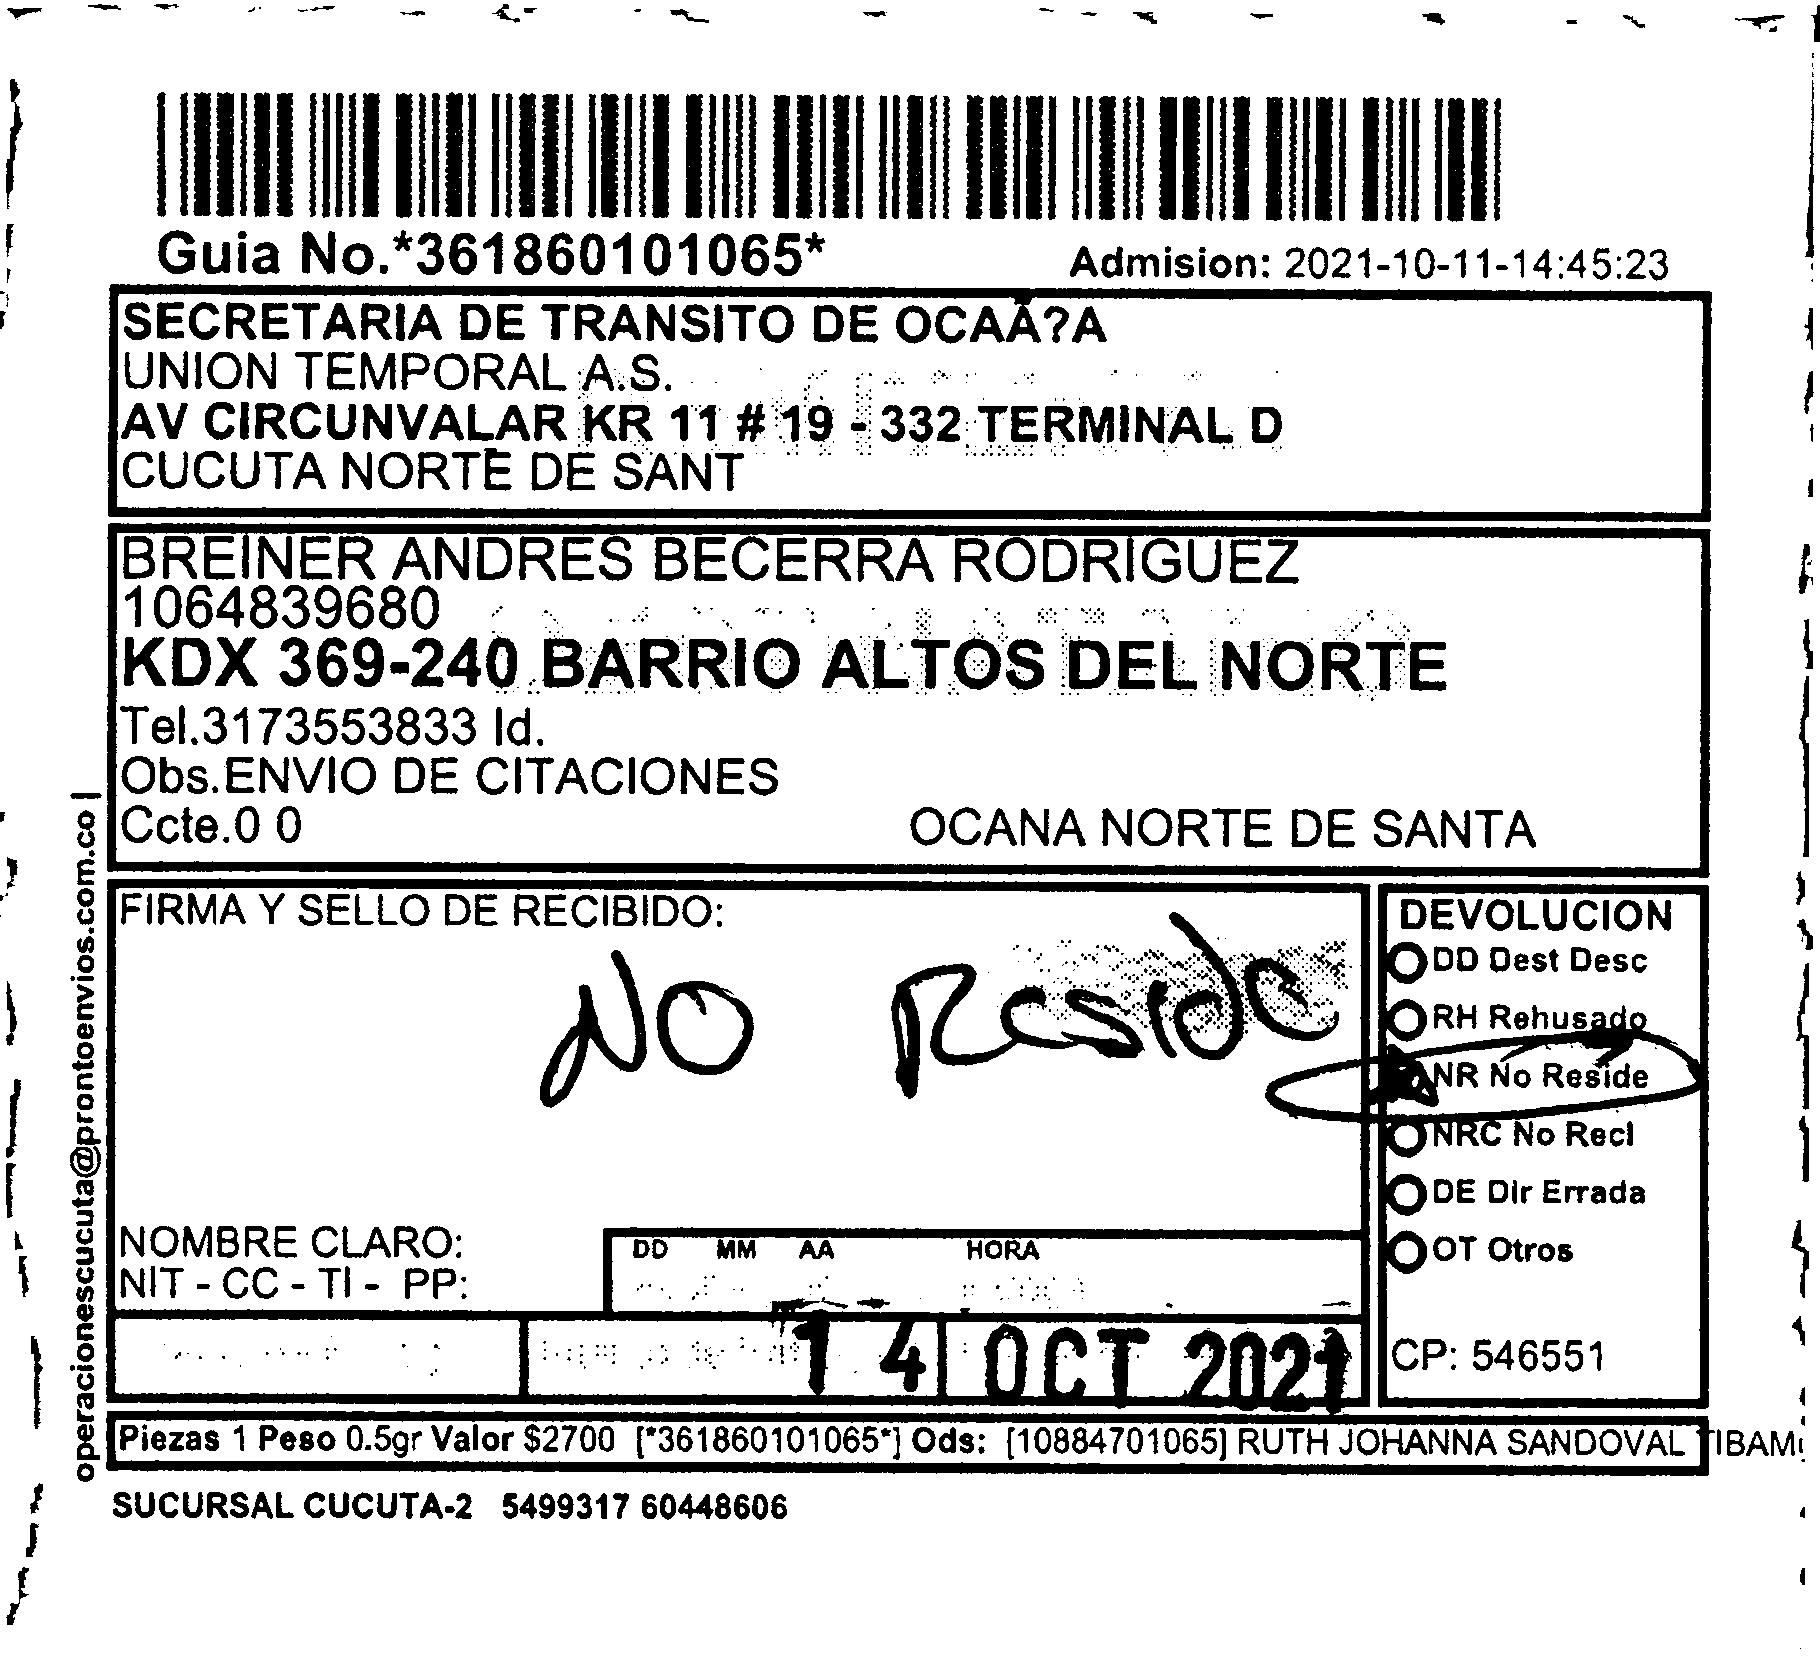 Guia No.*361860101065*
Admision: 2021-10-11-14:45:23
SECRETARIA DE TRANSITO DE OCAÃ?A
UNION TEMPORAL A.S.
AV CIRCUNVALAR KR 11 # 19 - 332 TERMINAL D
CUCUTA NORTE DE SANT
BREINER ANDRES BECERRA RODRIGUEZ
1064839680
KDX 369-240 BARRIO ALTOS DEL NORTE
Tel.3173553833 Id.
Obs.ENVIO DE CITACIONES
Ccte.0 0
OCANA NORTE DE SANTA
operacionescucuta@prontoenvios.com.co |
FIRMA Y SELLO DE RECIBIDO:
No Reside
NOMBRE CLARO:
NIT - CC - TI - PP:
DD MM AA HORA
14 OCT 2021
DEVOLUCION
DD Dest Desc
RH Rehusado
NR No Reside
NRC No Recl
DE Dir Errada
OT Otros
CP: 546551
Piezas 1 Peso 0.5gr Valor $2700 [*361860101065*] Ods: [10884701065] RUTH JOHANNA SANDOVAL TIBAM
SUCURSAL CUCUTA-2 5499317 60448606